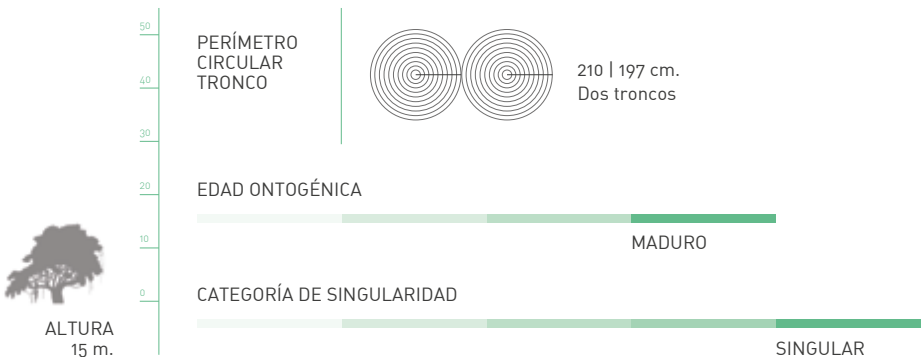 50
40
30
20
10
0
ALTURA
15 m.
PERÍMETRO
CIRCULAR
TRONCO
210 | 197 cm.
Dos troncos
EDAD ONTOGÉNICA
MADURO
CATEGORÍA DE SINGULARIDAD
SINGULAR